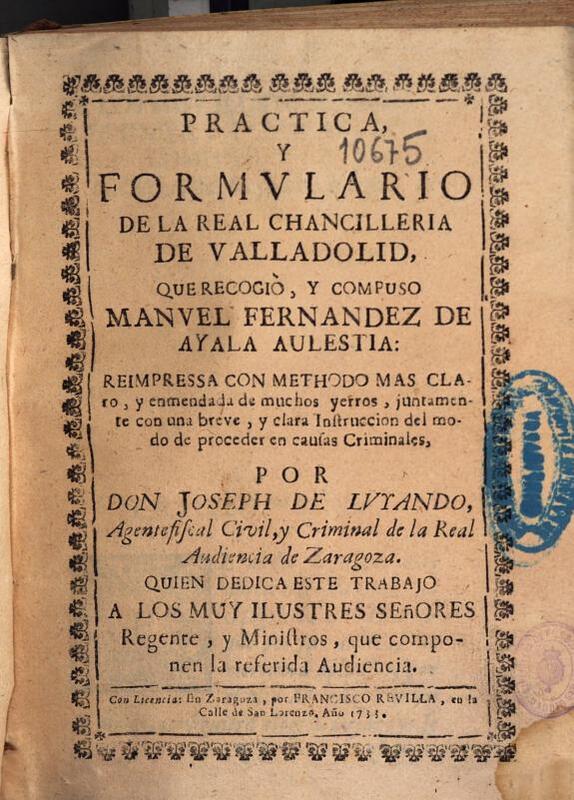 PRACTICA,
Y
10675
FORMVLARIO
DE LA REAL CHANCILLERIA
DE VALLADOLID,
QUE RECOGIÒ, Y COMPUSO
MANVEL FERNANDEZ DE
AYALA AULESTIA:
REIMPRESSA CON METHODO MAS CLA-
ro, y enmendada de muchos yerros, juntamen-
te con una breve, y clara Instruccion del mo-
do de proceder en causas Criminales,
POR
DON JOSEPH DE LVYANDO,
Agente fiscal Civil, y Criminal de la Real
Audiencia de Zaragoza.
QUIEN DEDICA ESTE TRABAJO
A LOS MUY ILUSTRES SEñORES
Regente, y Ministros, que compo-
nen la referida Audiencia.
Con Licencia: En Zaragoza, por FRANCISCO REVILLA, en la
Calle de San Lorenzo, Año 1733.